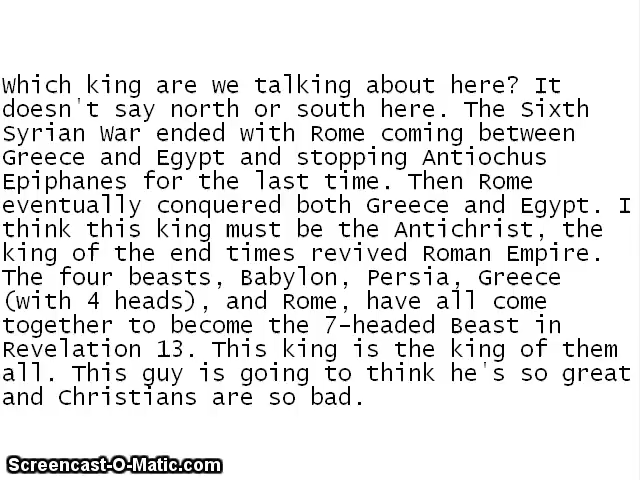 Which king are we talking about here? It
doesn't say north or south here. The Sixth
Syrian War ended with Rome coming between
Greece and Egypt and stopping Antiochus
Epiphanes for the last time. Then Rome
eventually conquered both Greece and Egypt. I
think this king must be the Antichrist, the
king of the end times revived Roman Empire.
The four beasts, Babylon, Persia, Greece
(with 4 heads), and Rome, have all come
together to become the 7-headed Beast in
Revelation 13. This king is the king of them
all. This guy is going to think he's so great
and Christians are so bad.
Screencast-O-Matic.com